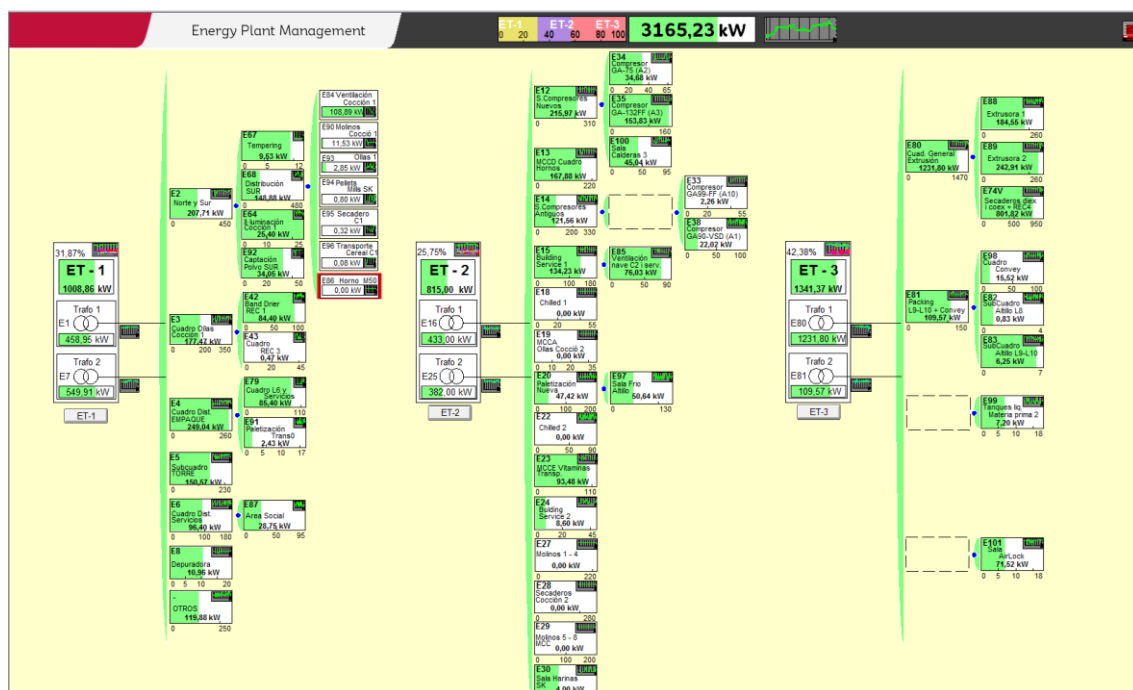 Energy Plant Management
ET-1 ET-2 ET-3
0 20 40 60 80 100
3165,23 kW
31,87%
ET - 1
1008,86 kW
Trafo 1
E1
458,95 kW
Trafo 2
E7
549,91 kW
ET-1
E2
Norte y Sur
207,71 kW
0 450
E67
Tempering
9,53 kW
0 5 12
E68
Distribución
SUR
148,88 kW
0 480
E64
Iluminación
Cocción 1
25,40 kW
0 10 25
E92
Captación
Polvo SUR
34,05 kW
0 20 50
E84 Ventilación
Cocción 1
108,89 kW
E90 Molinos
Cocció 1
11,53 kW
E93 Ollas 1
2,85 kW
E94 Pellets
Mills SK
0,80 kW
E95 Secadero
C1
0,32 kW
E96 Transporte
Cereal C1
0,08 kW
E86 Horno M50
0,00 kW
E3
Cuadro Ollas
Cocción 1
177,47 kW
0 200 350
E42
Band Drier
REC 1
84,40 kW
0 50 100
E43
Cuadro
REC 3
0,47 kW
0 20 45
E4
Cuadro Dist.
EMPAQUE
249,04 kW
0 260
E79
Cuadro L6 y
Servicios
85,40 kW
0 110
E91
Paletización
Trans0
2,43 kW
0 5 10 17
E5
Subcuadro
TORRE
150,57 kW
0 230
E6
Cuadro Dist.
Servicios
96,40 kW
0 100 180
E87
Area Social
28,75 kW
0 50 95
E8
Depuradora
10,96 kW
0 5 10 20
-
OTROS
119,88 kW
0 250
25,75%
ET - 2
815,00 kW
Trafo 1
E16
433,00 kW
Trafo 2
E25
382,00 kW
ET-2
E12
S.Compresores
Nuevos
215,97 kW
0 310
E34
Compresor
GA-75 (A2)
34,68 kW
0 20 40 65
E35
Compresor
GA-132FF (A3)
153,83 kW
0 160
E100
Sala
Calderas 3
45,04 kW
0 20 50
E13
MCCD Cuadro
Hornos
167,88 kW
0 220
E14
S.Compresores
Antiguos
121,56 kW
0 200 330
E33
Compresor
GA99-FF (A10)
2,26 kW
0 20 55
E38
Compresor
GA90-VSD (A1)
22,02 kW
0 50 100
E15
Building
Service 1
134,23 kW
0 100 180
E85
Ventilación
nave C2 i serv.
76,03 kW
0 50 90
E18
Chilled 1
0,00 kW
0 20 55
E19
MCCA
Ollas Cocció 2
0,00 kW
0 10 20 35
E20
Paletización
Nueva
47,42 kW
0 100 200
E97
Sala Frio
Altillo
50,64 kW
0 130
E22
Chilled 2
0,00 kW
0 50 90
E23
MCCE Vitaminas
Transp.
93,48 kW
0 110
E24
Bulding
Service 2
8,60 kW
0 20 45
E27
Molinos 1 - 4
0,00 kW
0 220
E28
Secaderos
Cocción 2
0,00 kW
0 280
E29
Molinos 5 - 8
MCC
0,00 kW
0 100 200
E30
Sala Harinas
SK
4,00 kW
42,38%
ET - 3
1341,37 kW
Trafo 1
E80
1231,80 kW
Trafo 2
E81
109,57 kW
ET-3
E80
Cuad. General
Extrusión
1231,80 kW
0 1470
E88
Extrusora 1
184,55 kW
0 260
E89
Extrusora 2
242,91 kW
0 260
E74V
Secaderos diex
i coex + REC4
801,82 kW
0 500 950
E81
Packing
L9-L10 + Convey
109,57 kW
0 150
E98
Cuadro
Convey
15,52 kW
0 50 100
E82
SubCuadro
Altillo L8
0,83 kW
0 4
E83
SubCuadro
Altillo L9-L10
6,25 kW
0 7
E99
Tanques liq.
Materia prima 2
7,20 kW
0 5 10 18
E101
Sala
AirLock
71,52 kW
0 5 10 18